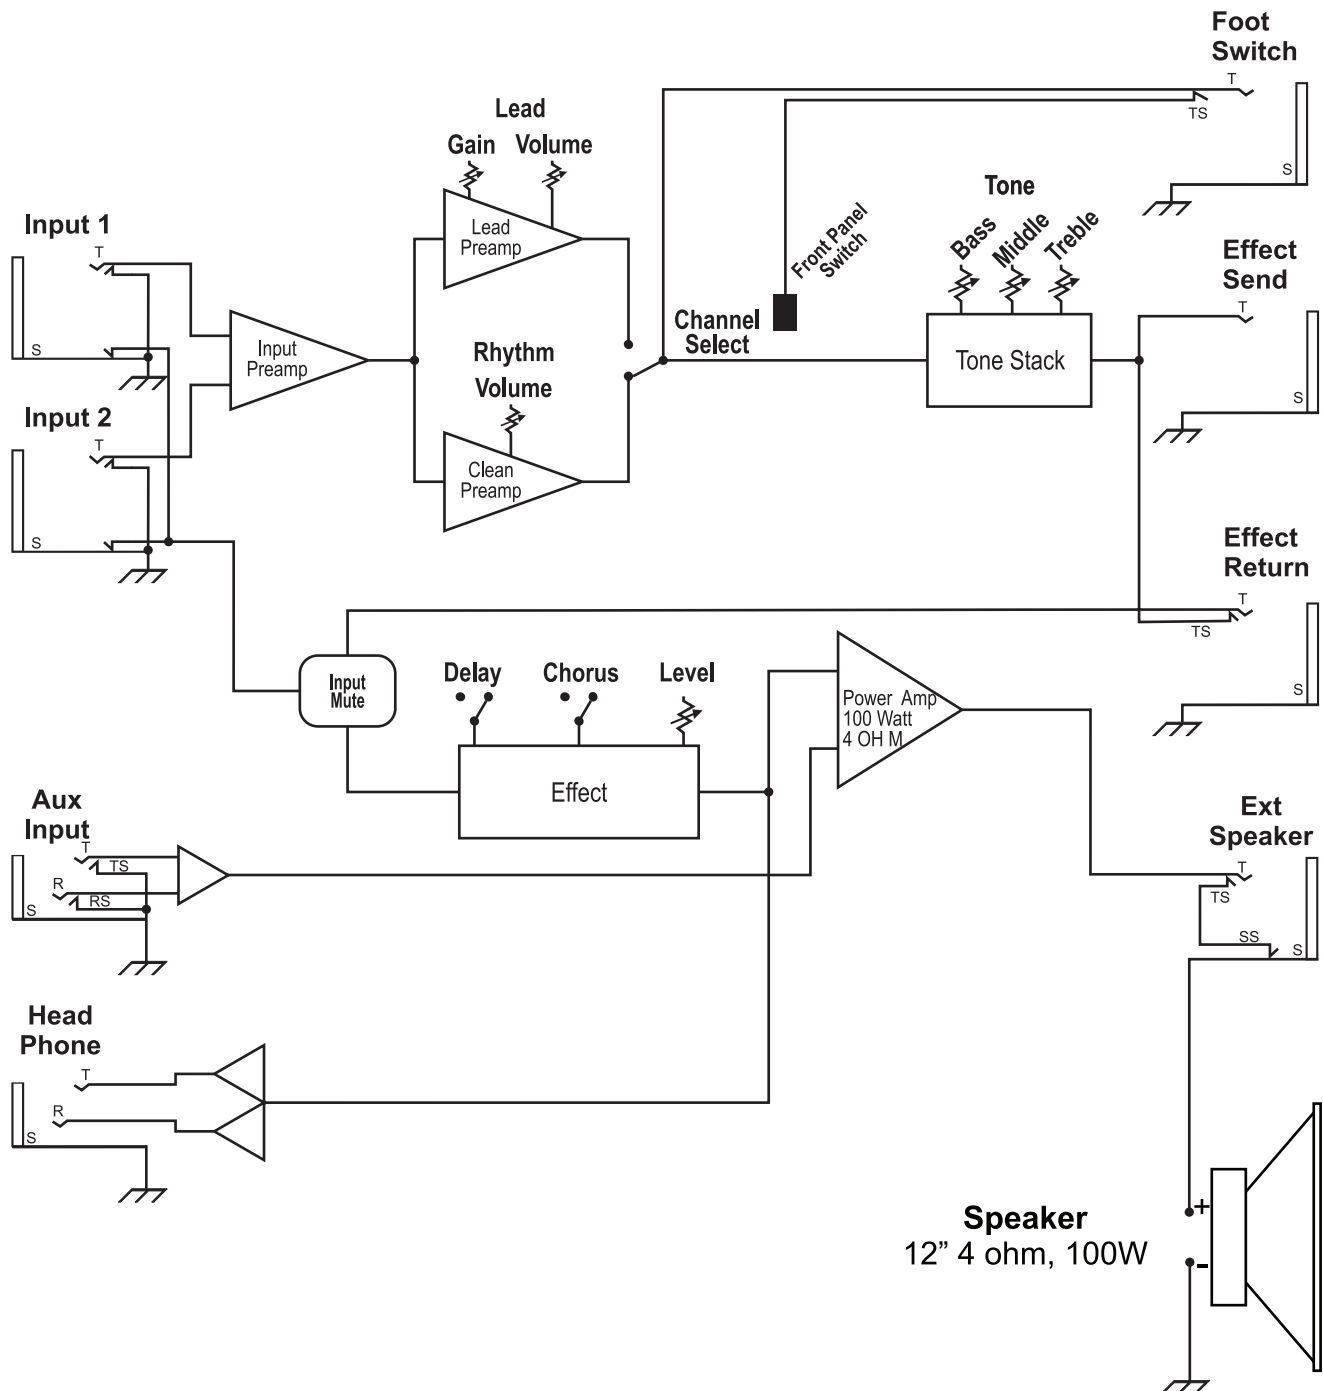 Foot
Switch
T
TS
S
Lead
Gain Volume
Lead
Preamp
Tone
Bass
Middle
Treble
Front Panel
Switch
Input 1
T
S
Effect
Send
T
S
Channel
Select
Input
Preamp
Tone Stack
Rhythm
Volume
Input 2
T
S
Clean
Preamp
Effect
Return
T
TS
S
Input
Mute
Delay Chorus Level
Effect
Power Amp
100 Watt
4 OH M
Aux
Input
T
TS
R
RS
S
Ext
Speaker
T
TS
SS
S
Head
Phone
T
R
S
+
-
Speaker
12” 4 ohm, 100W